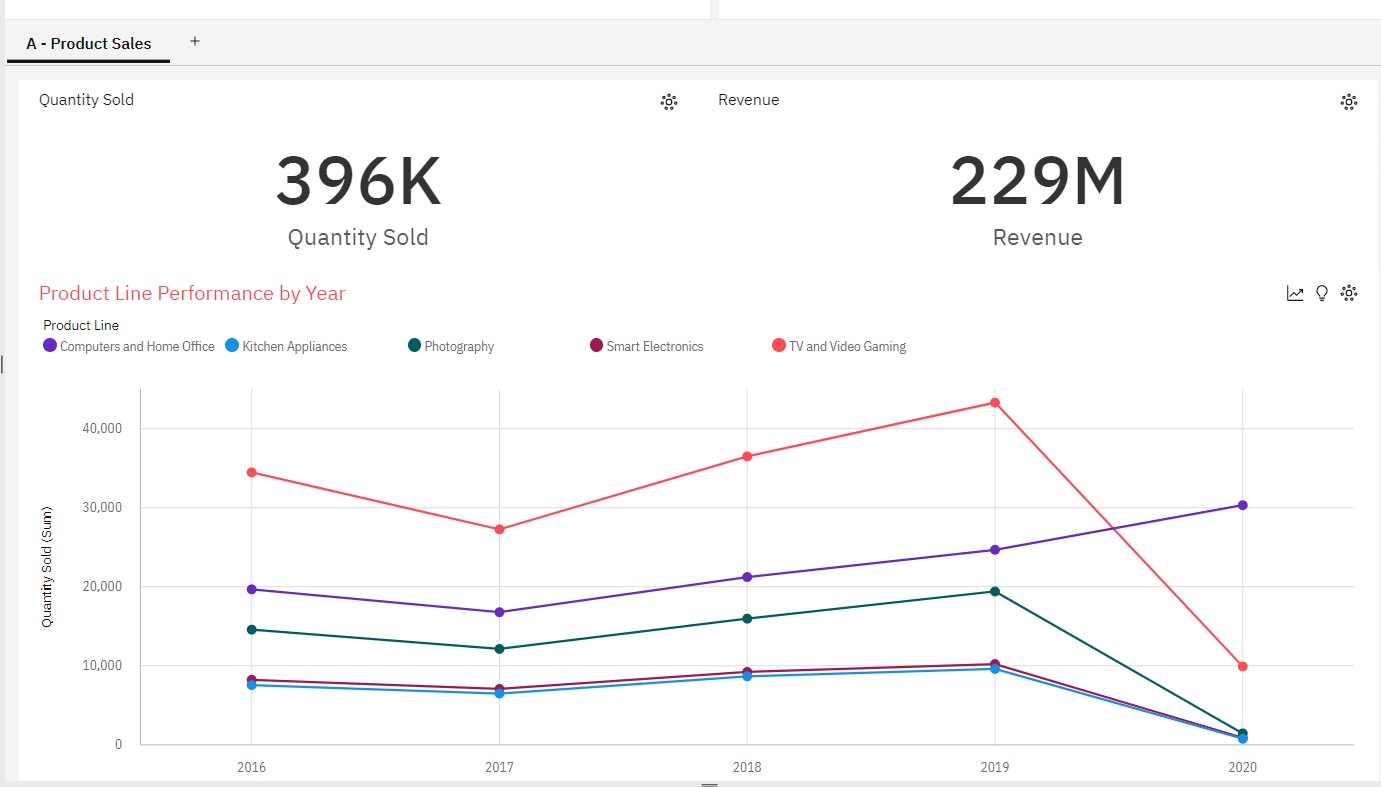 A - Product Sales +
Quantity Sold
Revenue
396K
Quantity Sold
229M
Revenue
Product Line Performance by Year
Product Line
Computers and Home Office Kitchen Appliances Photography Smart Electronics TV and Video Gaming
Quantity Sold (Sum)
40,000
30,000
20,000
10,000
0
2016 2017 2018 2019 2020